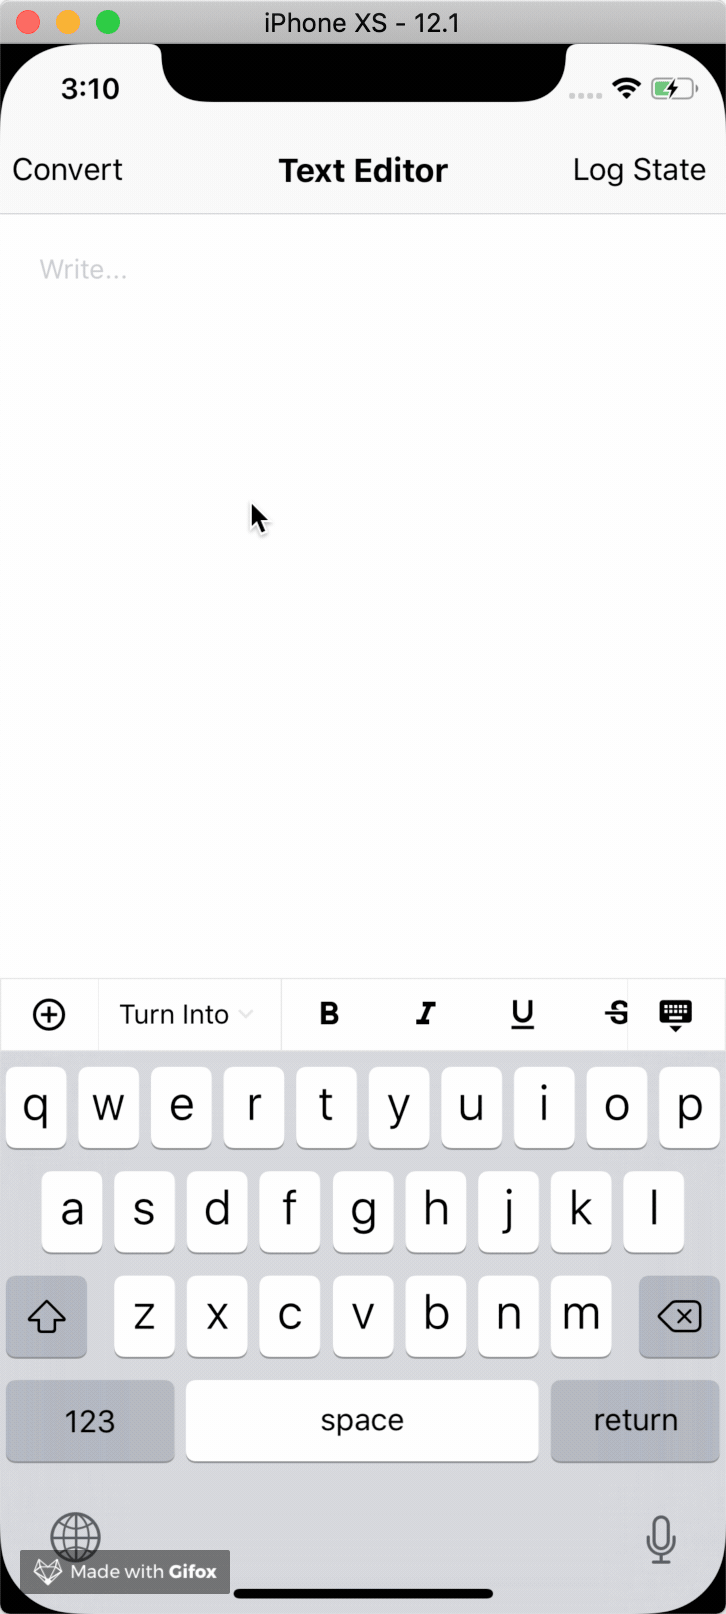 iPhone XS - 12.1
3:10
Convert Text Editor Log State
Write...
Turn Into B I U S
q w e r t y u i o p
a s d f g h j k l
z x c v b n m
123 space return
Made with Gifox